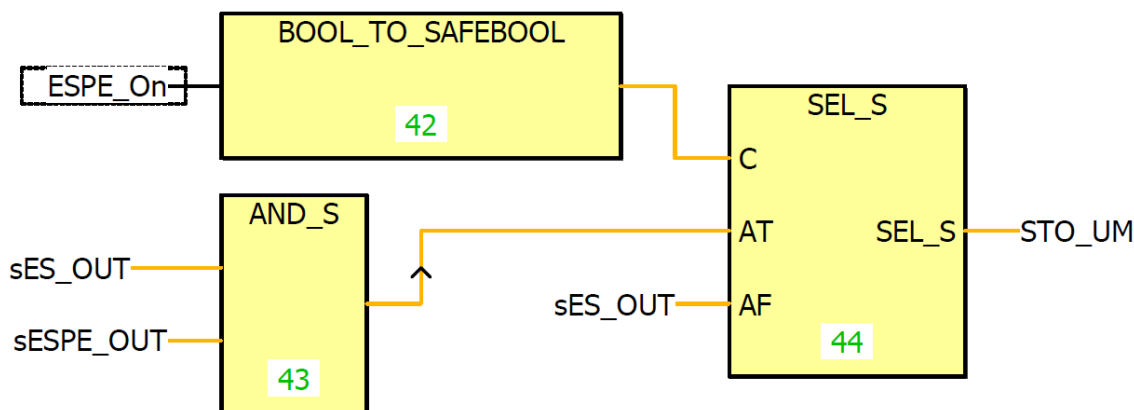 BOOL_TO_SAFEBOOL
ESPE_On
42
SEL_S
C
AND_S
AT
SEL_S
STO_UM
sES_OUT
sES_OUT
AF
sESPE_OUT
44
43